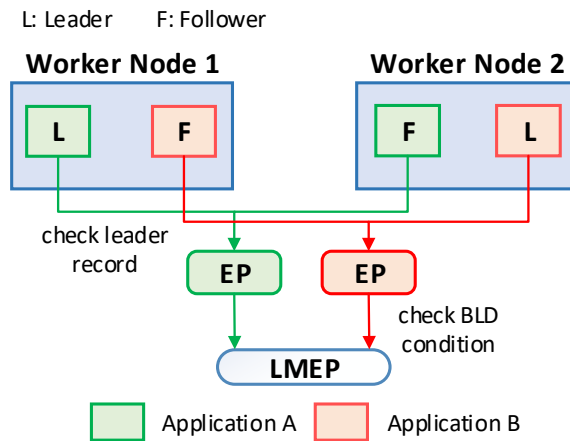 L: Leader F: Follower
Worker Node 1 Worker Node 2
L F F L
check leader
record
EP EP
check BLD
condition
LMEP
Application A Application B